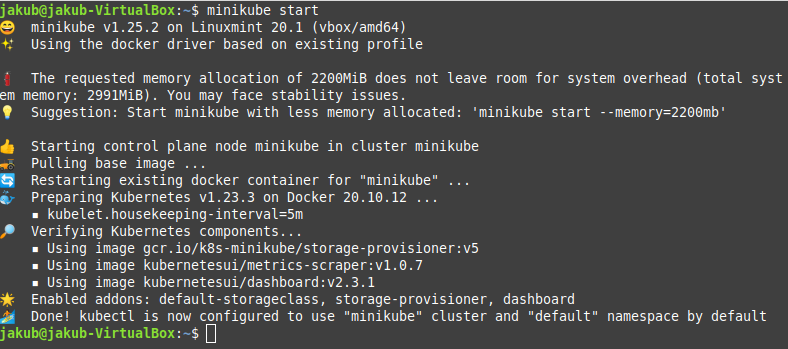 jakub@jakub-VirtualBox:~$ minikube start
😄  minikube v1.25.2 on Linuxmint 20.1 (vbox/amd64)
✨  Using the docker driver based on existing profile
🧯  The requested memory allocation of 2200MiB does not leave room for system overhead (total syst
em memory: 2991MiB). You may face stability issues.
💡  Suggestion: Start minikube with less memory allocated: 'minikube start --memory=2200mb'
👍  Starting control plane node minikube in cluster minikube
🚜  Pulling base image ...
🔄  Restarting existing docker container for "minikube" ...
🐳  Preparing Kubernetes v1.23.3 on Docker 20.10.12 ...
    ▪ kubelet.housekeeping-interval=5m
🔎  Verifying Kubernetes components...
    ▪ Using image gcr.io/k8s-minikube/storage-provisioner:v5
    ▪ Using image kubernetesui/metrics-scraper:v1.0.7
    ▪ Using image kubernetesui/dashboard:v2.3.1
🌟  Enabled addons: default-storageclass, storage-provisioner, dashboard
🏄  Done! kubectl is now configured to use "minikube" cluster and "default" namespace by default
jakub@jakub-VirtualBox:~$